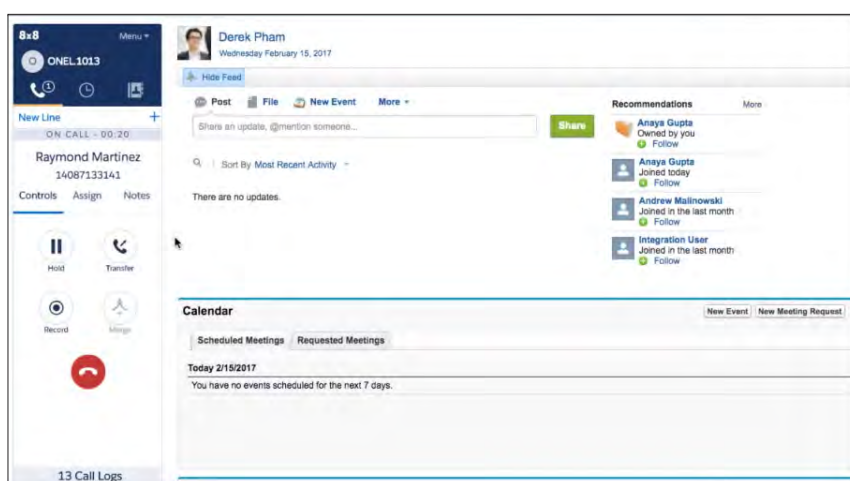 8x8
Menu
ONEL1013
1
New Line +
ON CALL - 00:20
Raymond Martinez
14087133141
Controls Assign Notes
Hold Transfer
Record Merge
13 Call Logs
Derek Pham
Wednesday February 15, 2017
Hide Feed
Post File New Event More
Share an update, @mention someone...
Share
Sort By Most Recent Activity
There are no updates.
Recommendations More
Anaya Gupta
Owned by you
Follow
Anaya Gupta
Joined today
Follow
Andrew Malinowski
Joined in the last month
Follow
Integration User
Joined in the last month
Follow
Calendar
New Event New Meeting Request
Scheduled Meetings Requested Meetings
Today 2/15/2017
You have no events scheduled for the next 7 days.